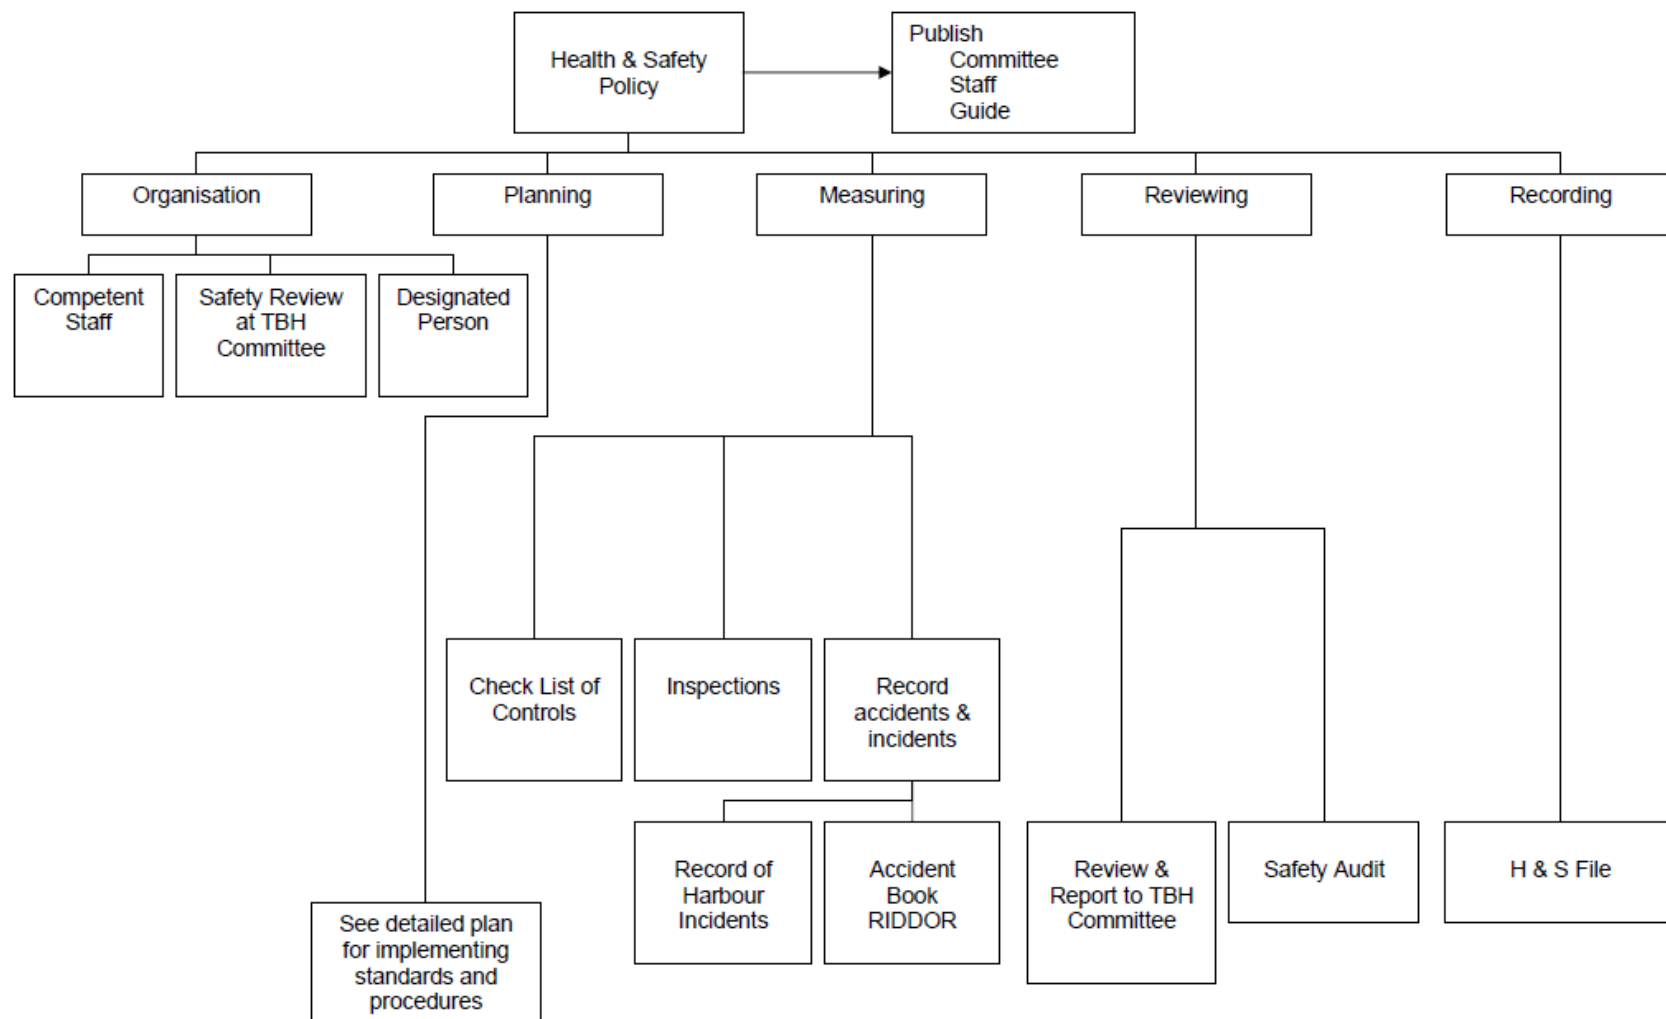 Health & Safety
Policy
Publish
Committee
Staff
Guide
Organisation
Planning
Measuring
Reviewing
Recording
Competent
Staff
Safety Review
at TBH
Committee
Designated
Person
Check List of
Controls
Inspections
Record
accidents &
incidents
Record of
Harbour
Incidents
Accident
Book
RIDDOR
Review &
Report to TBH
Committee
Safety Audit
H & S File
See detailed plan
for implementing
standards and
procedures